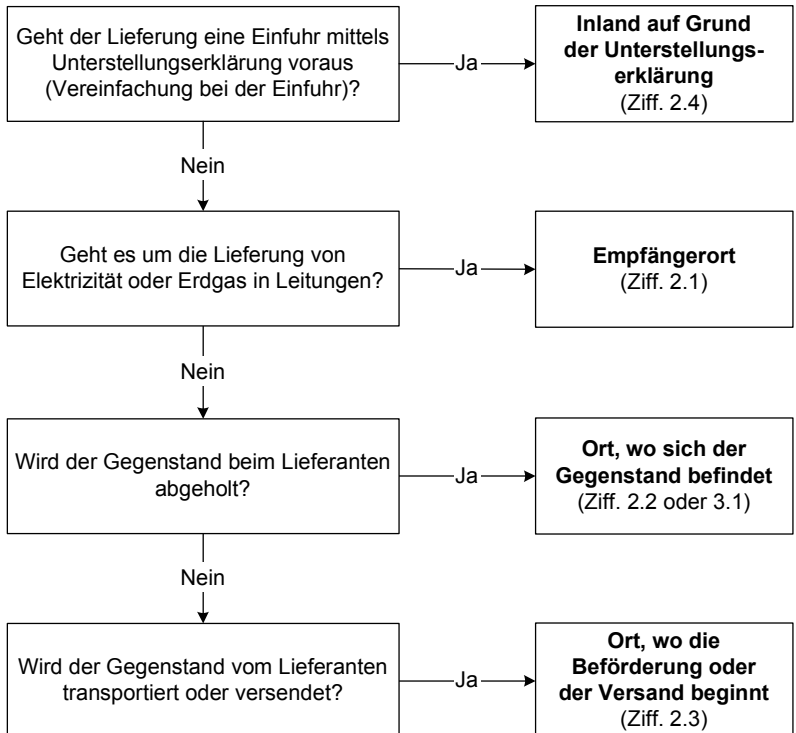 Geht der Lieferung eine Einfuhr mittels
Unterstellungserklärung voraus
(Vereinfachung bei der Einfuhr)?
Ja
Inland auf Grund
der Unterstellungs-
erklärung
(Ziff. 2.4)
Nein
Geht es um die Lieferung von
Elektrizität oder Erdgas in Leitungen?
Ja
Empfängerort
(Ziff. 2.1)
Nein
Wird der Gegenstand beim Lieferanten
abgeholt?
Ja
Ort, wo sich der
Gegenstand befindet
(Ziff. 2.2 oder 3.1)
Nein
Wird der Gegenstand vom Lieferanten
transportiert oder versendet?
Ja
Ort, wo die
Beförderung oder
der Versand beginnt
(Ziff. 2.3)